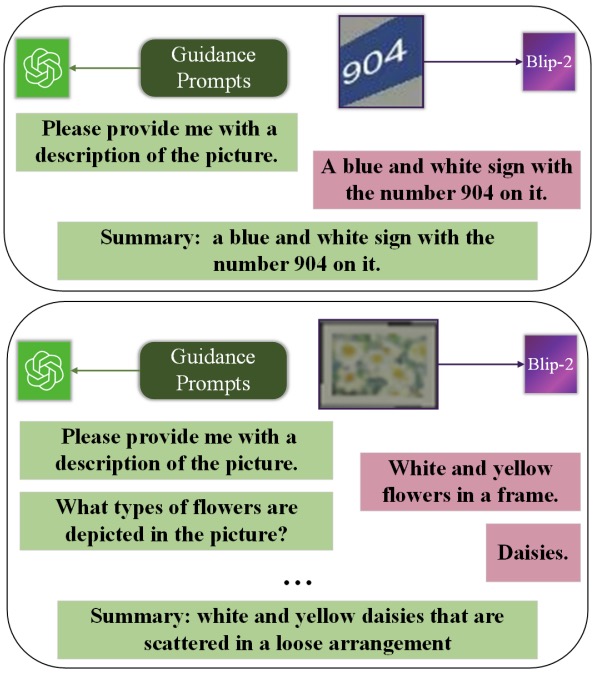 Guidance
Prompts
904
Blip-2
Please provide me with a
description of the picture.
A blue and white sign with
the number 904 on it.
Summary:  a blue and white sign with the
number 904 on it.
Guidance
Prompts
Blip-2
Please provide me with a
description of the picture.
White and yellow
flowers in a frame.
What types of flowers are
depicted in the picture?
Daisies.
...
Summary: white and yellow daisies that are
scattered in a loose arrangement